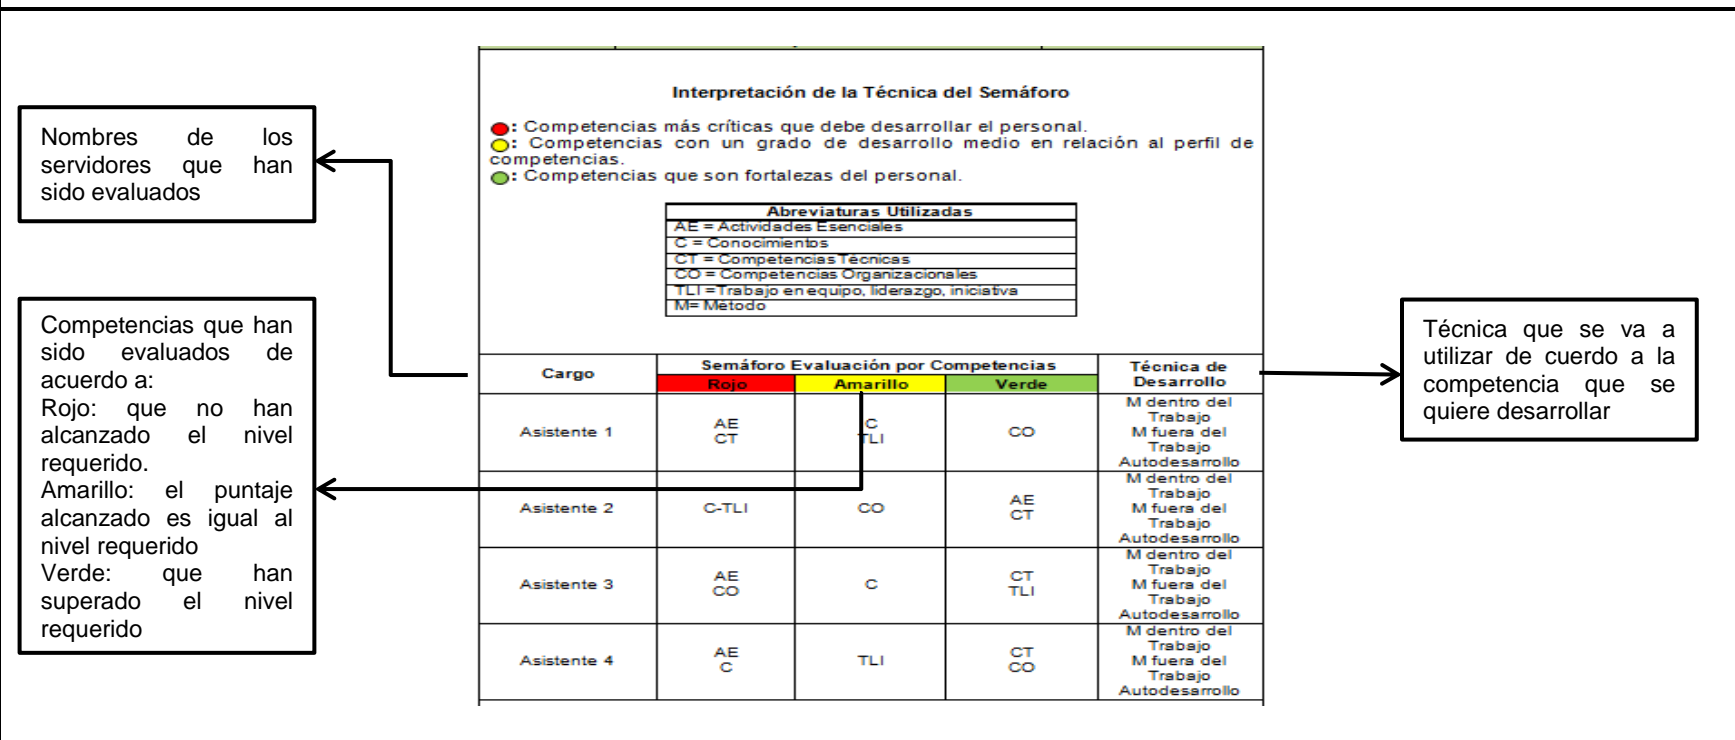 Nombres de los
servidores que han
sido evaluados
Competencias que han
sido evaluados de
acuerdo a:
Rojo: que no han
alcanzado el nivel
requerido.
Amarillo: el puntaje
alcanzado es igual al
nivel requerido
Verde: que han
superado el nivel
requerido
Interpretación de la Técnica del Semáforo
: Competencias más críticas que debe desarrollar el personal.
: Competencias con un grado de desarrollo medio en relación al perfil de
competencias.
: Competencias que son fortalezas del personal.
Abreviaturas Utilizadas
AE = Actividades Esenciales
C = Conocimientos
CT = Competencias Técnicas
CO = Competencias Organizacionales
TLI =Trabajo en equipo, liderazgo, iniciativa
M= Método
Cargo
Semáforo Evaluación por Competencias
Técnica de
Desarrollo
Rojo
Amarillo
Verde
Asistente 1
AE
CT
C
TLI
CO
M dentro del
Trabajo
M fuera del
Trabajo
Autodesarrollo
Asistente 2
C-TLI
CO
AE
CT
M dentro del
Trabajo
M fuera del
Trabajo
Autodesarrollo
Asistente 3
AE
CO
C
CT
TLI
M dentro del
Trabajo
M fuera del
Trabajo
Autodesarrollo
Asistente 4
AE
C
TLI
CT
CO
M dentro del
Trabajo
M fuera del
Trabajo
Autodesarrollo
Técnica que se va a
utilizar de cuerdo a la
competencia que se
quiere desarrollar